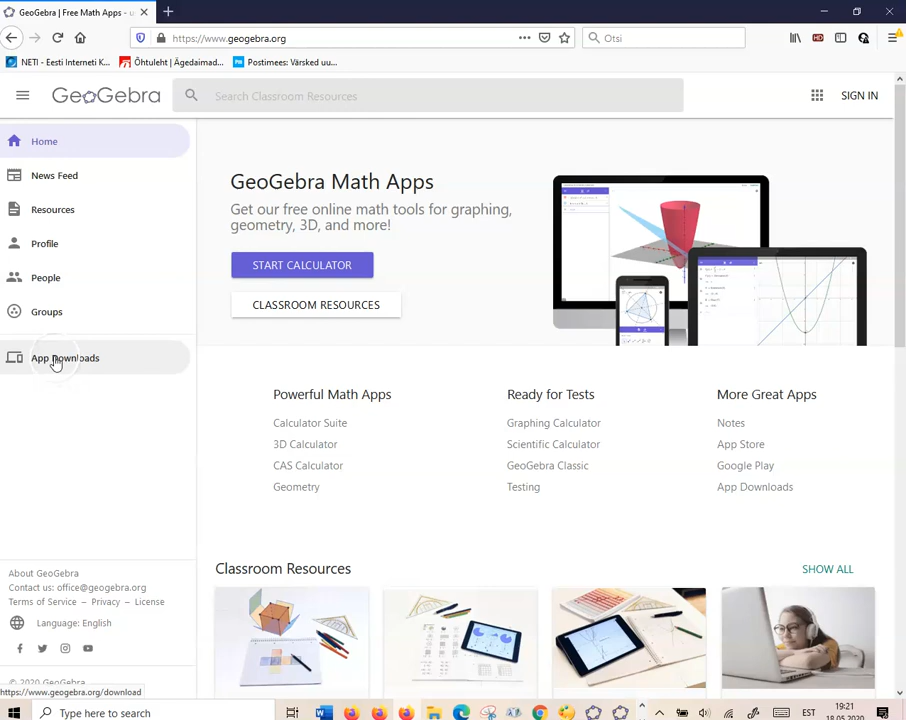 GeoGebra | Free Math Apps - u
https://www.geogebra.org
Otsi
NETI - Eesti Interneti K...
Õhtuleht | Ägedaimad...
Postimees: Värsked uu...
GeoGebra
Search Classroom Resources
SIGN IN
Home
News Feed
Resources
Profile
People
Groups
App Downloads
GeoGebra Math Apps
Get our free online math tools for graphing,
geometry, 3D, and more!
START CALCULATOR
CLASSROOM RESOURCES
Powerful Math Apps
Calculator Suite
3D Calculator
CAS Calculator
Geometry
Ready for Tests
Graphing Calculator
Scientific Calculator
GeoGebra Classic
Testing
More Great Apps
Notes
App Store
Google Play
App Downloads
Classroom Resources
SHOW ALL
About GeoGebra
Contact us: office@geogebra.org
Terms of Service – Privacy – License
Language: English
© 2020 GeoGebra
https://www.geogebra.org/download
Type here to search
EST
19:21
18.05.2020